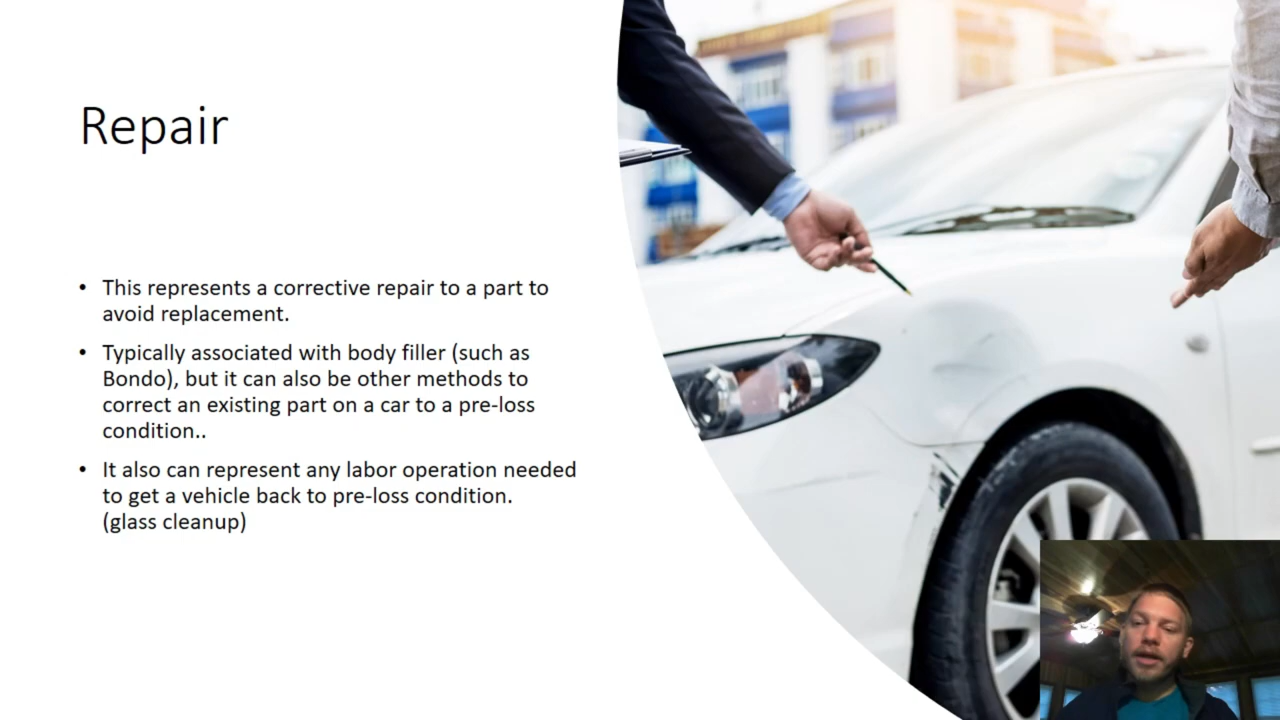 Repair
• This represents a corrective repair to a part to
avoid replacement.
• Typically associated with body filler (such as
Bondo), but it can also be other methods to
correct an existing part on a car to a pre-loss
condition..
• It also can represent any labor operation needed
to get a vehicle back to pre-loss condition.
(glass cleanup)